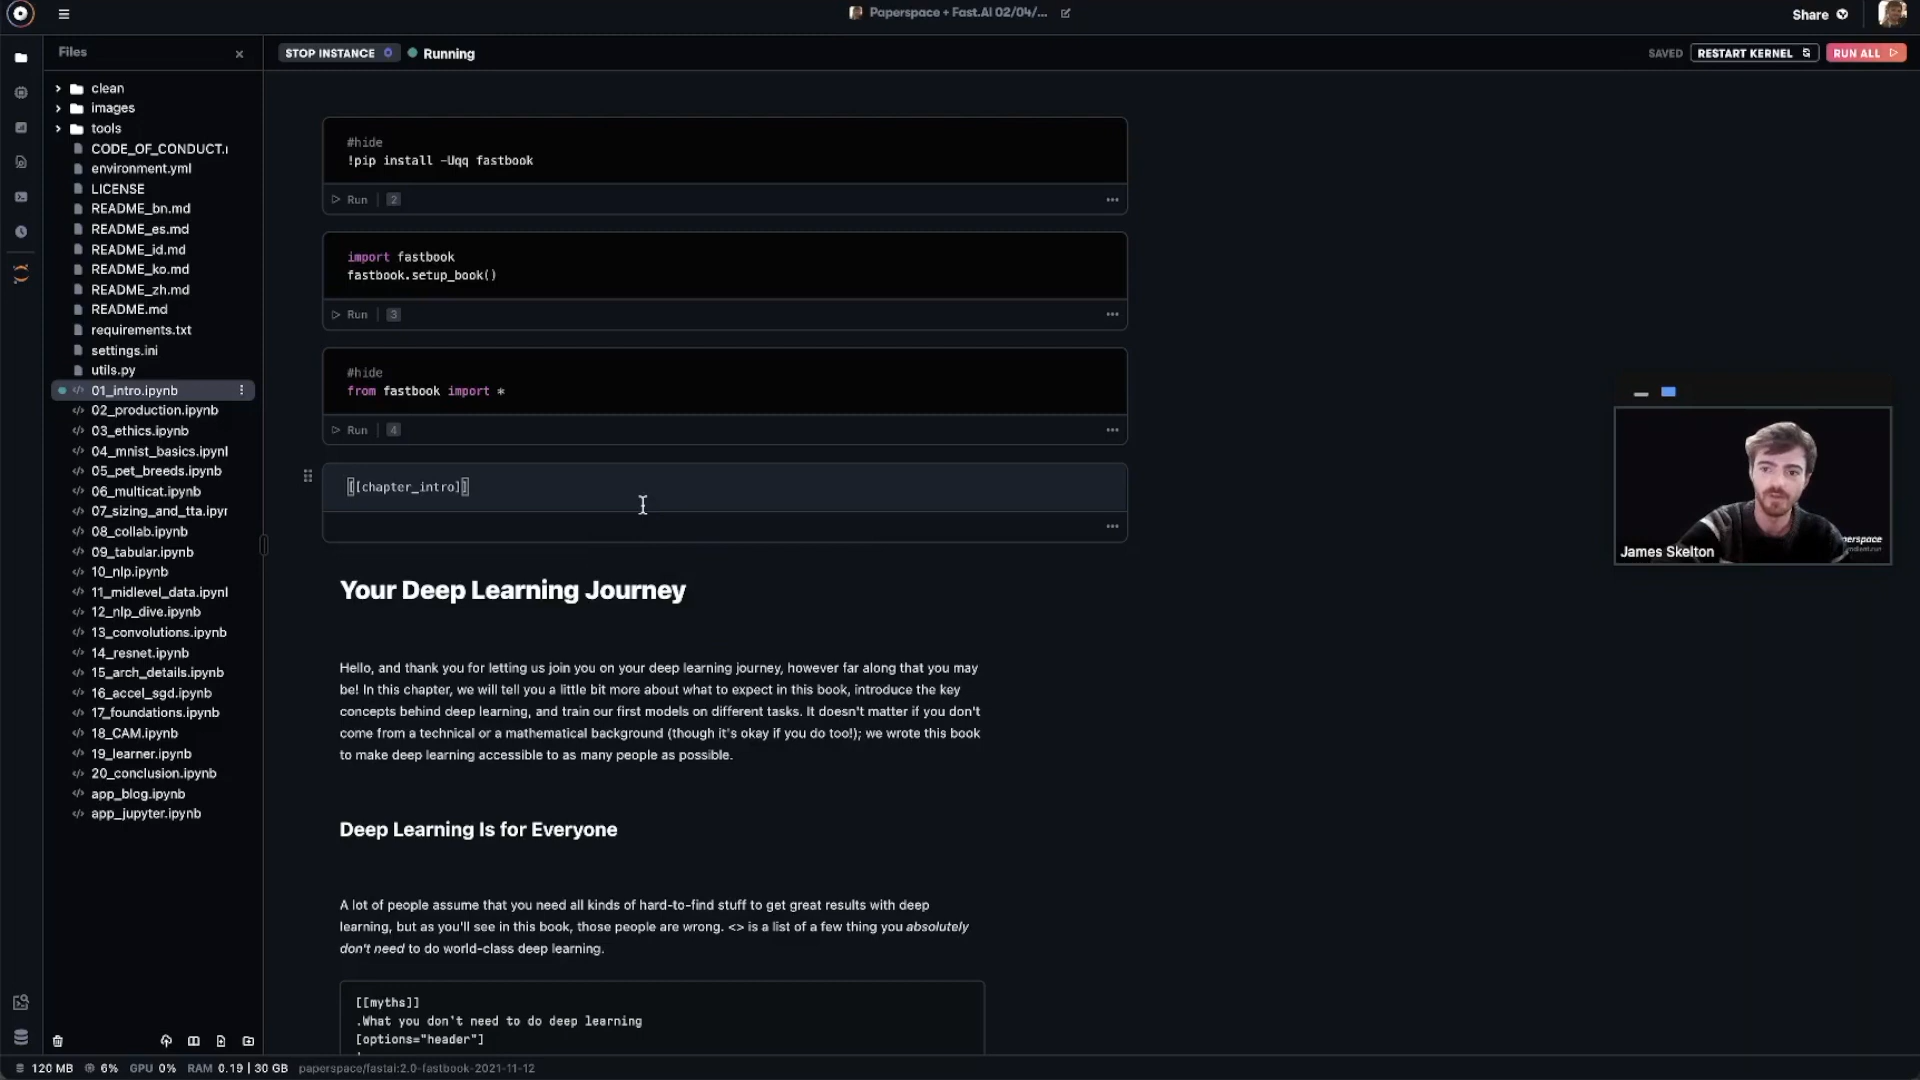 Paperspace + Fast.AI 02/04/...
Share
Files
STOP INSTANCE
Running
SAVED
RESTART KERNEL
RUN ALL
clean
images
tools
CODE_OF_CONDUCT.
environment.yml
LICENSE
README_bn.md
README_es.md
README_id.md
README_ko.md
README_zh.md
README.md
requirements.txt
settings.ini
utils.py
01_intro.ipynb
02_production.ipynb
03_ethics.ipynb
04_mnist_basics.ipynl
05_pet_breeds.ipynb
06_multicat.ipynb
07_sizing_and_tta.ipyr
08_collab.ipynb
09_tabular.ipynb
10_nlp.ipynb
11_midlevel_data.ipynl
12_nlp_dive.ipynb
13_convolutions.ipynb
14_resnet.ipynb
15_arch_details.ipynb
16_accel_sgd.ipynb
17_foundations.ipynb
18_CAM.ipynb
19_learner.ipynb
20_conclusion.ipynb
app_blog.ipynb
app_jupyter.ipynb
#hide
!pip install -Uqq fastbook
Run 2
import fastbook
fastbook.setup_book()
Run 3
#hide
from fastbook import *
Run 4
[[chapter_intro]]
Your Deep Learning Journey
Hello, and thank you for letting us join you on your deep learning journey, however far along that you may
be! In this chapter, we will tell you a little bit more about what to expect in this book, introduce the key
concepts behind deep learning, and train our first models on different tasks. It doesn't matter if you don't
come from a technical or a mathematical background (though it's okay if you do too!); we wrote this book
to make deep learning accessible to as many people as possible.
Deep Learning Is for Everyone
A lot of people assume that you need all kinds of hard-to-find stuff to get great results with deep
learning, but as you'll see in this book, those people are wrong. <> is a list of a few thing you absolutely
don't need to do world-class deep learning.
[[myths]]
.What you don't need to do deep learning
[options="header"]
erspace
James Skelton
120 MB 6% GPU 0% RAM 0.19 | 30 GB paperspace/fastai:2.0-fastbook-2021-11-12